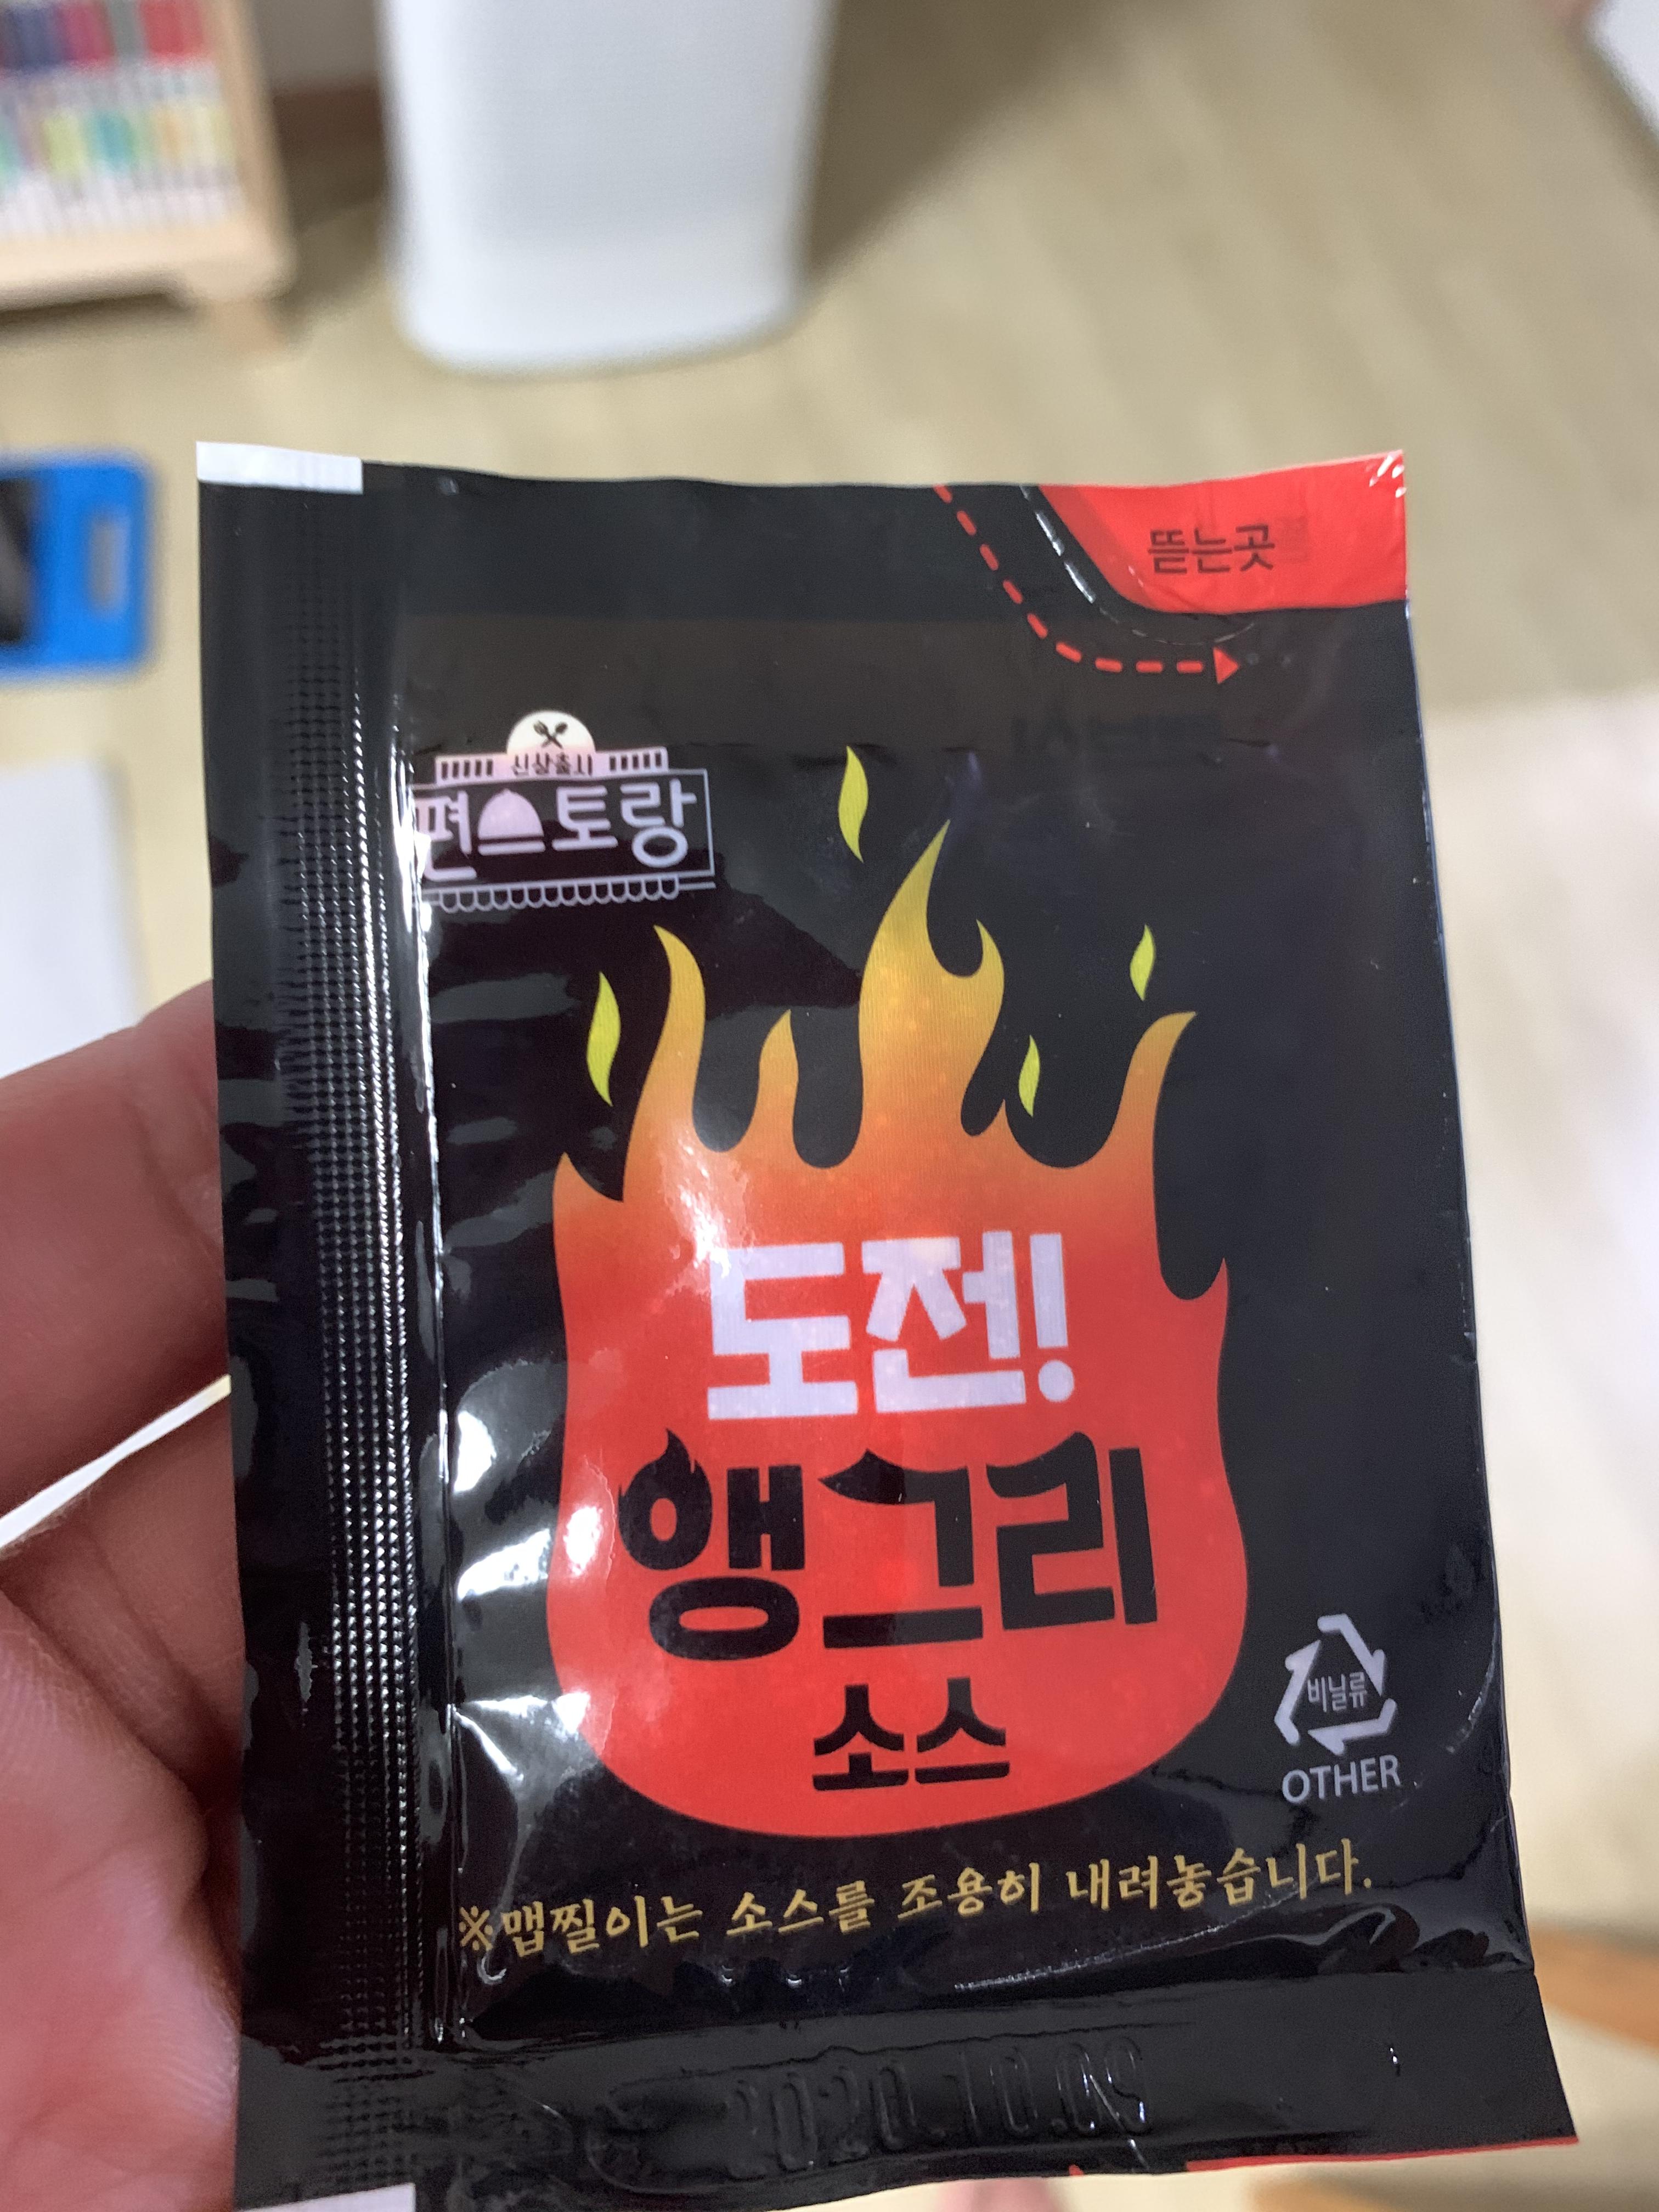 뜯는곳
신상출시
편스토랑
도전!
앵그리
소스
비닐류
OTHER
※맵찔이는 소스를 조용히 내려놓습니다.